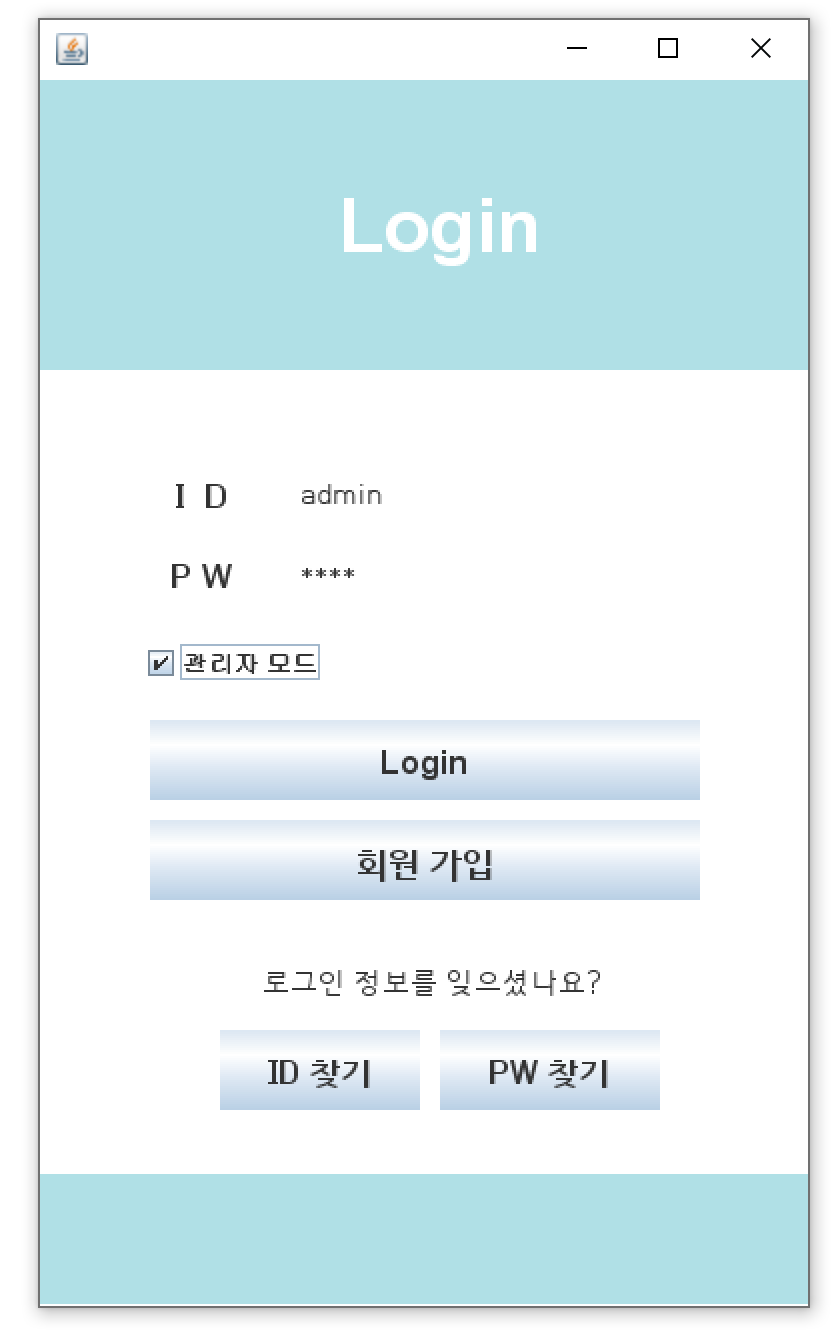 Login
I D admin
P W ****
관리자 모드
Login
회원 가입
로그인 정보를 잊으셨나요?
ID 찾기 PW 찾기